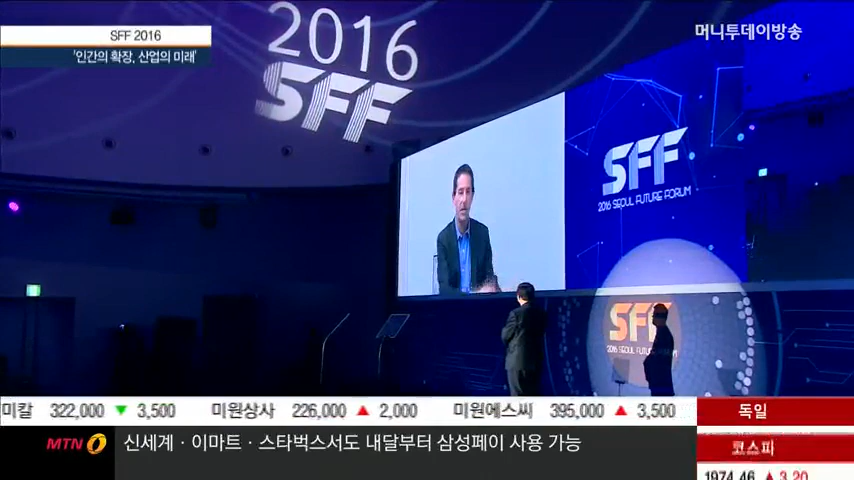 SFF 2016
'인간의 확장, 산업의 미래'
머니투데이방송
2016
SFF
SFF
2016 SEOUL FUTURE FORUM
SFF
2016 SEOUL FUTURE FORUM
미칼 322,000 ▼ 3,500 미원상사 226,000 ▲ 2,000 미원에스씨 395,000 ▲ 3,500
독일
MTN
신세계·이마트·스타벅스서도 내달부터 삼성페이 사용 가능
코스피
1974.46 ▲ 3.20